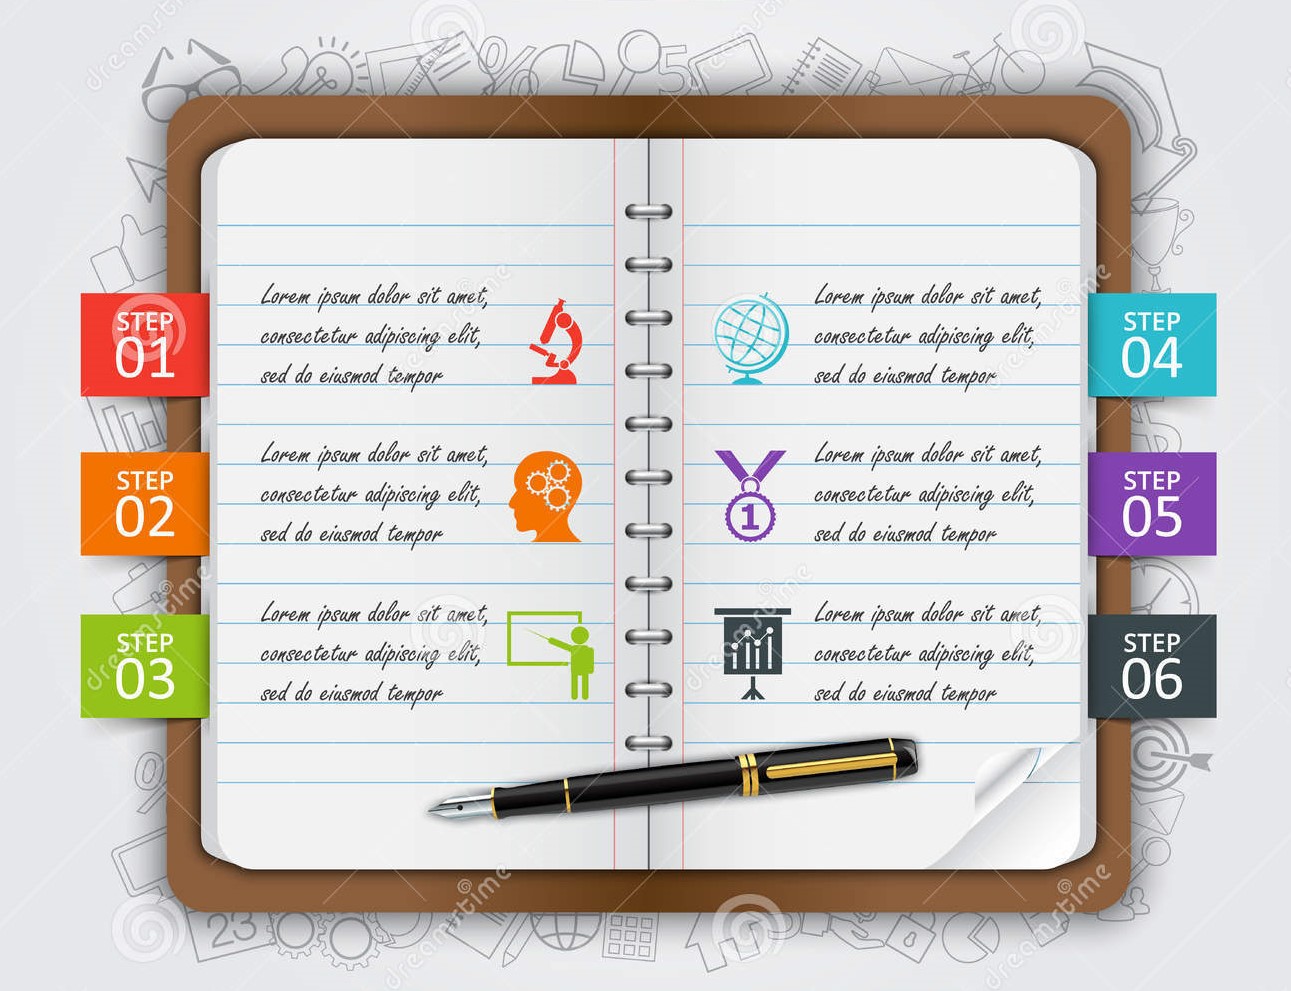 STEP
01
Lorem ipsum dolor sit amet,
consectetur adipiscing elit,
sed do eiusmod tempor
STEP
02
Lorem ipsum dolor sit amet,
consectetur adipiscing elit,
sed do eiusmod tempor
STEP
03
Lorem ipsum dolor sit amet,
consectetur adipiscing elit,
sed do eiusmod tempor
STEP
04
Lorem ipsum dolor sit amet,
consectetur adipiscing elit,
sed do eiusmod tempor
STEP
05
1
Lorem ipsum dolor sit amet,
consectetur adipiscing elit,
sed do eiusmod tempor
STEP
06
Lorem ipsum dolor sit amet,
consectetur adipiscing elit,
sed do eiusmod tempor
23
dreamstime